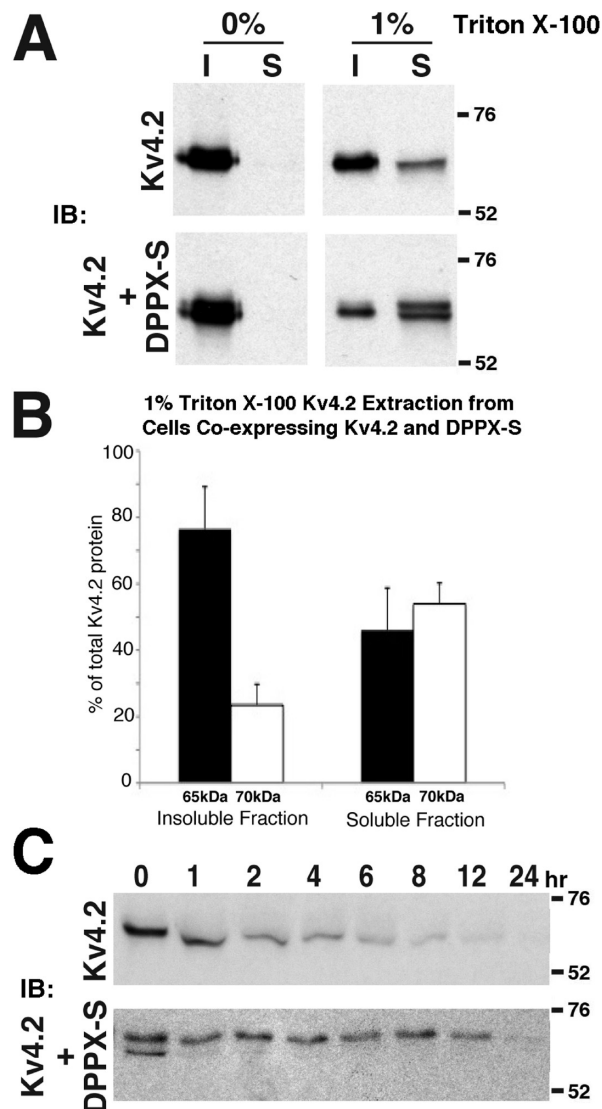 A
0% 1% Triton X-100
I S I S
Kv4.2
76
52
IB:
Kv4.2 + DPPX-S
76
52
B
1% Triton X-100 Kv4.2 Extraction from
Cells Co-expressing Kv4.2 and DPPX-S
% of total Kv4.2 protein
100
80
60
40
20
0
65kDa 70kDa 65kDa 70kDa
Insoluble Fraction Soluble Fraction
C
0 1 2 4 6 8 12 24 hr
Kv4.2
76
52
IB:
Kv4.2 + DPPX-S
76
52